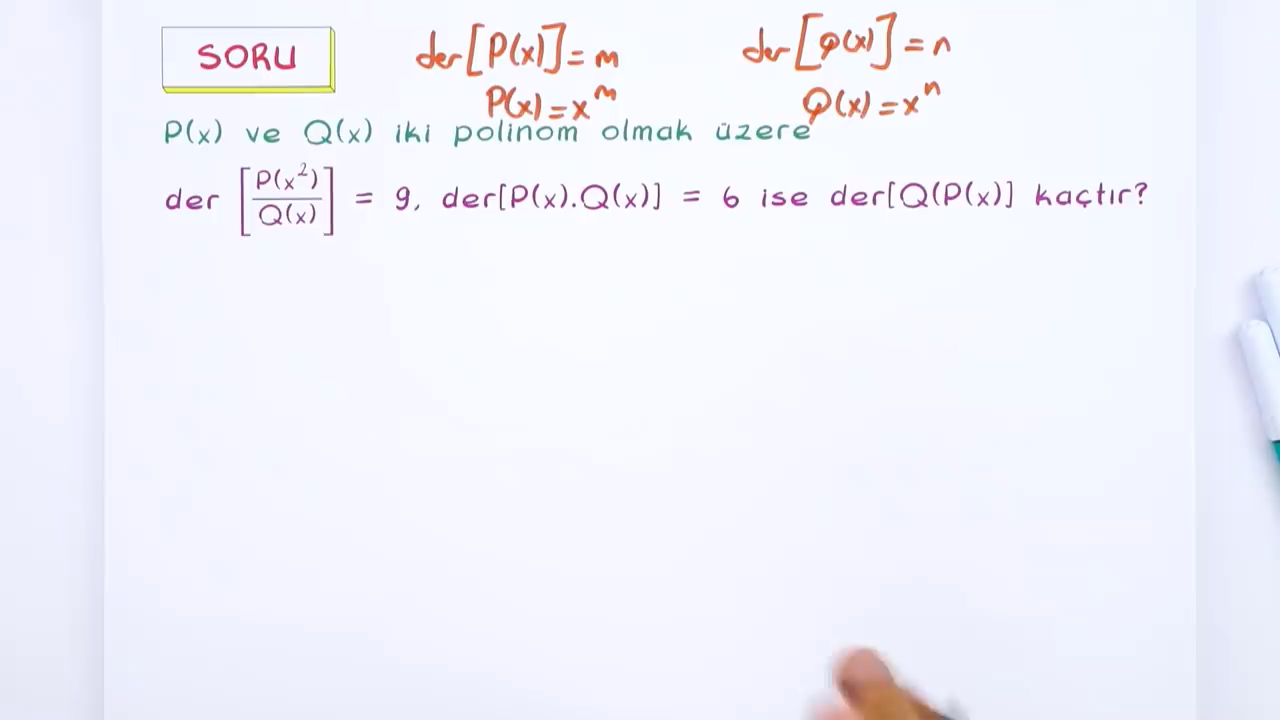 SORU
der[P(x)] = m
der[Q(x)] = n
P(x) = x^m
Q(x) = x^n
P(x) ve Q(x) iki polinom olmak üzere
der [P(x²)/Q(x)] = 9, der[P(x).Q(x)] = 6 ise der[Q(P(x)] kaçtır?